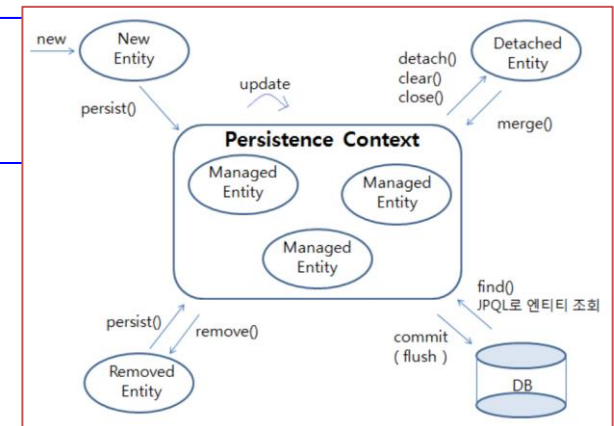 new
New
Entity
persist()
update
detach()
clear()
close()
Detached
Entity
merge()
Persistence Context
Managed
Entity
Managed
Entity
Managed
Entity
persist()
remove()
Removed
Entity
commit
( flush )
find()
JPQL로 엔티티 조회
DB